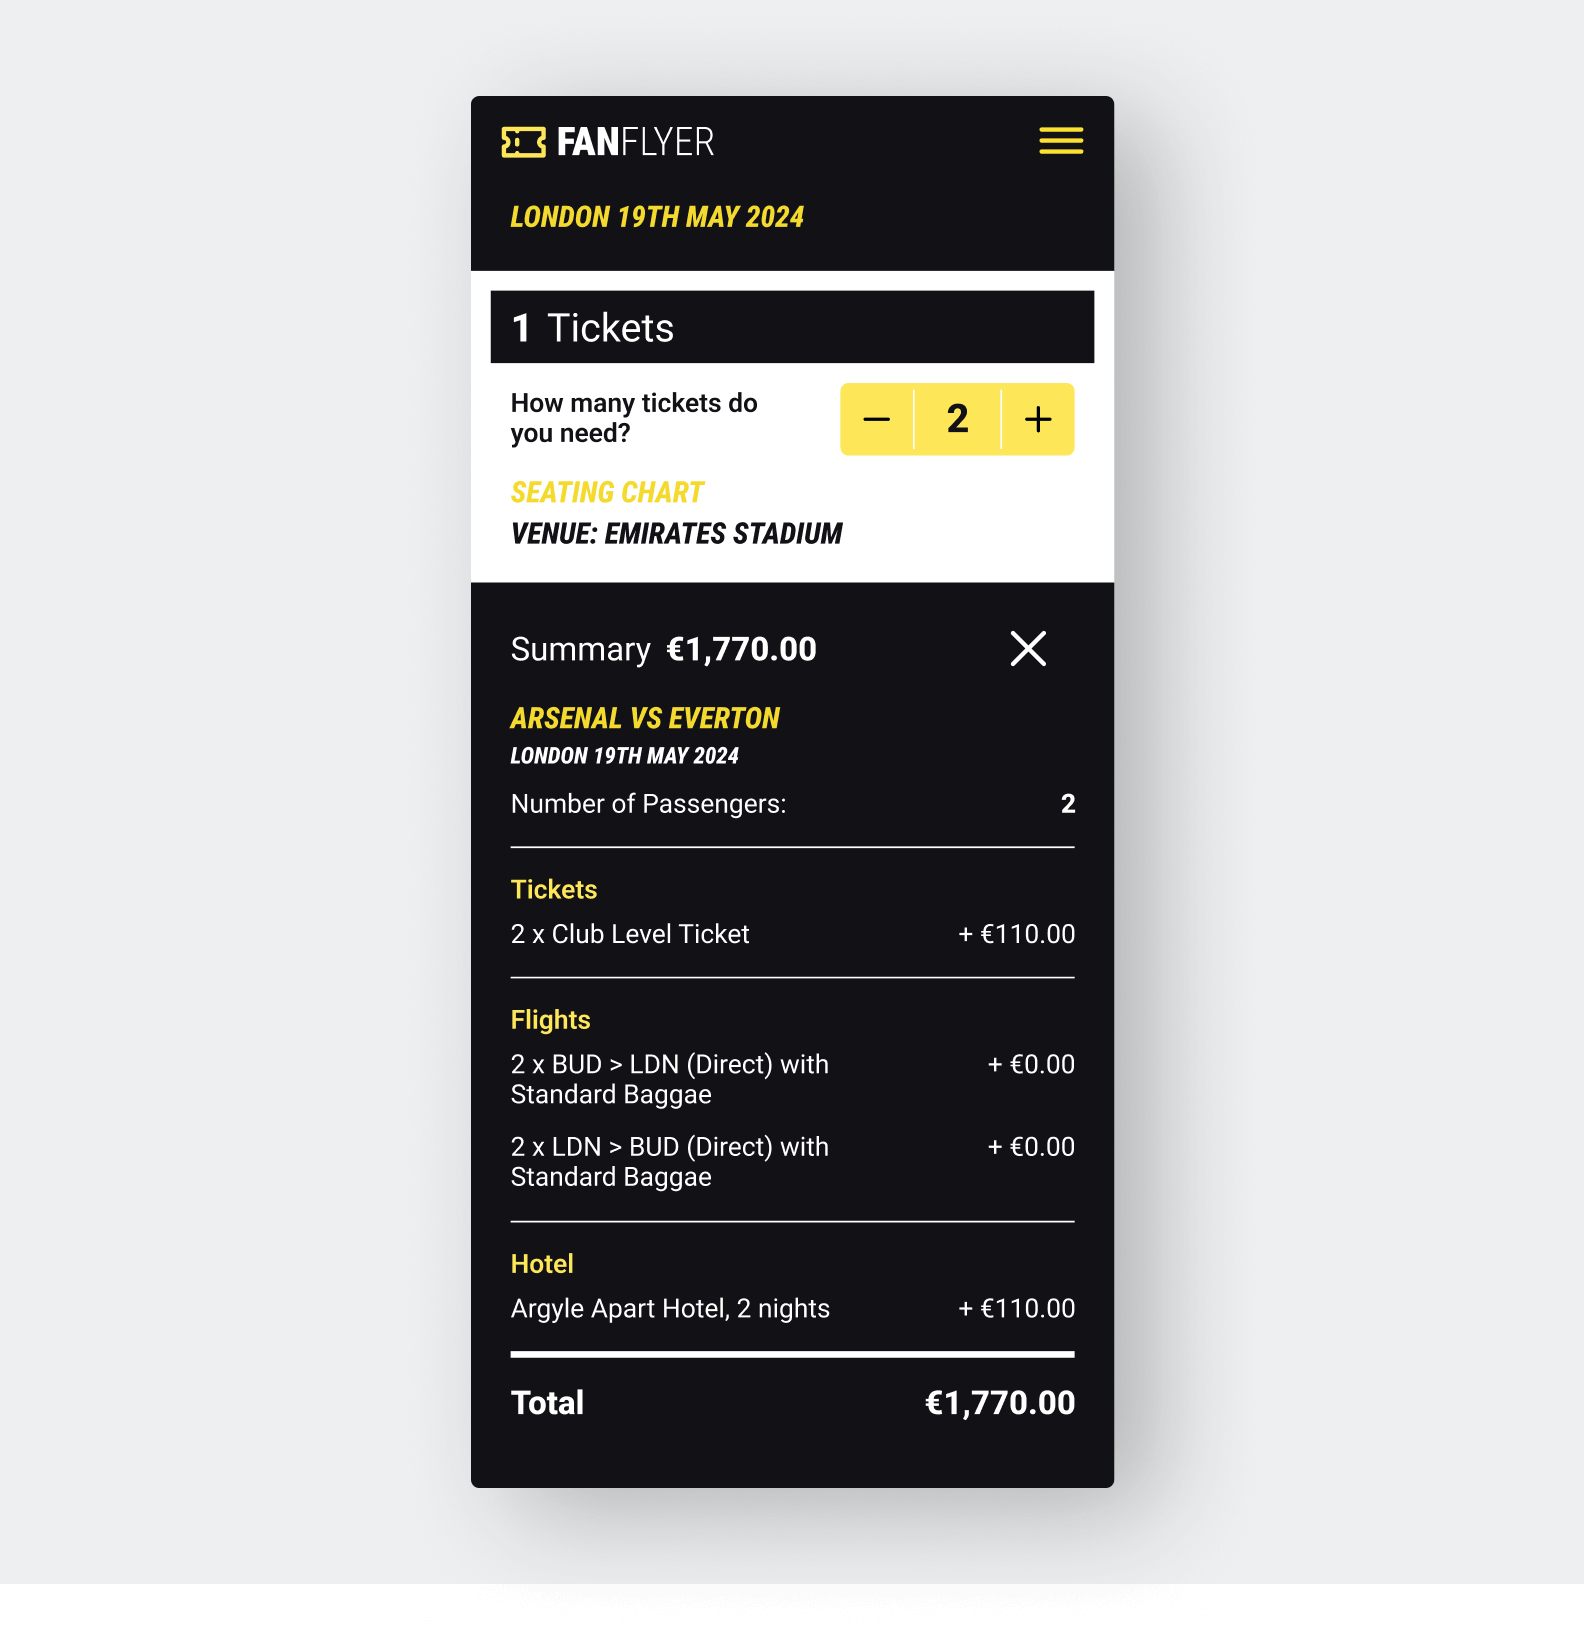 FANFLYER
LONDON 19TH MAY 2024
1 Tickets
How many tickets do
you need?
− 2 +
SEATING CHART
VENUE: EMIRATES STADIUM
Summary €1,770.00
ARSENAL VS EVERTON
LONDON 19TH MAY 2024
Number of Passengers: 2
Tickets
2 x Club Level Ticket + €110.00
Flights
2 x BUD > LDN (Direct) with + €0.00
Standard Baggae
2 x LDN > BUD (Direct) with + €0.00
Standard Baggae
Hotel
Argyle Apart Hotel, 2 nights + €110.00
Total €1,770.00